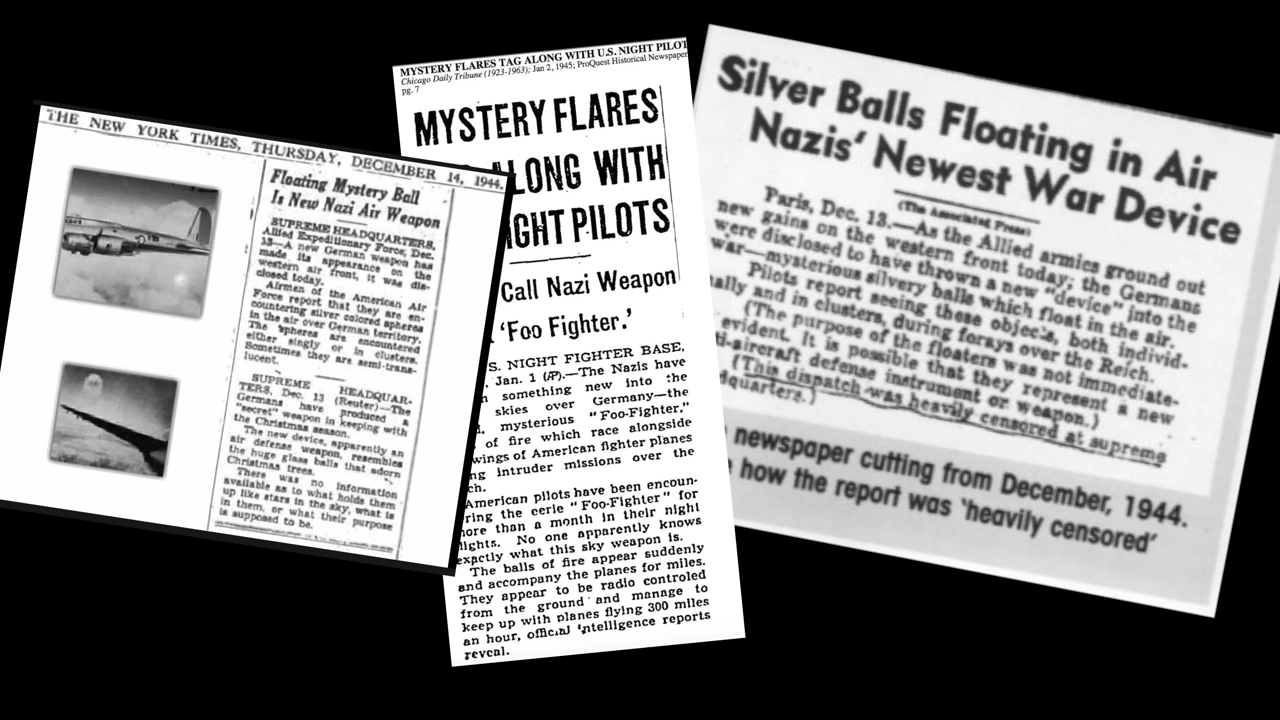 THE NEW YORK TIMES, THURSDAY, DECEMBER 14, 1944.
Floating Mystery Ball
Is New Nazi Air Weapon
SUPREME HEADQUARTERS,
Allied Expeditionary Force, Dec.
13—A new German weapon has
made its appearance on the
western air front, it was dis-
closed today.
Airmen of the American Air
Force report that they are en-
countering silver colored spheres
in the air over German territory.
The spheres are encountered
either singly or in clusters.
Sometimes they are semi-trans-
lucent.
SUPREME HEADQUAR-
TERS, Dec. 13 (Reuter)—The
Germans have produced a
"secret" weapon in keeping with
the Christmas season.
The new device, apparently an
air defense weapon, resembles
the huge glass balls that adorn
Christmas trees.
There was no information
available as to what holds them
up like stars in the sky, what is
in them, or what their purpose
is supposed to be.
MYSTERY FLARES TAG ALONG WITH U.S. NIGHT PILOT
Chicago Daily Tribune (1923-1963); Jan 2, 1945; ProQuest Historical Newspaper
pg. 7
MYSTERY FLARES
ALONG WITH
IGHT PILOTS
Call Nazi Weapon
'Foo Fighter.'
S. NIGHT FIGHTER BASE,
Jan. 1 (AP).—The Nazis have
something new into the
skies over Germany—the
mysterious "Foo-Fighter,"
of fire which race alongside
wings of American fighter planes
ng intruder missions over the
ch.
American pilots have been encoun-
ring the eerie "Foo-Fighter" for
more than a month in their night
flights. No one apparently knows
exactly what this sky weapon is.
The balls of fire appear suddenly
and accompany the planes for miles.
They appear to be radio controled
from the ground and manage to
keep up with planes flying 300 miles
an hour, official intelligence reports
reveal.
Silver Balls Floating in Air
Nazis' Newest War Device
(The Associated Press)
Paris, Dec. 13.—As the Allied armies ground out
new gains on the western front today; the Germans
were disclosed to have thrown a new "device" into the
war—mysterious silvery balls which float in the air.
Pilots report seeing these objects, both individ-
ally and in clusters, during forays over the Reich.
(The purpose of the floaters was not immediate-
evident. It is possible that they represent a new
ti-aircraft defense instrument or weapon.)
(This dispatch was heavily censored at supreme
dquarters.)
newspaper cutting from December, 1944.
how the report was 'heavily censored'